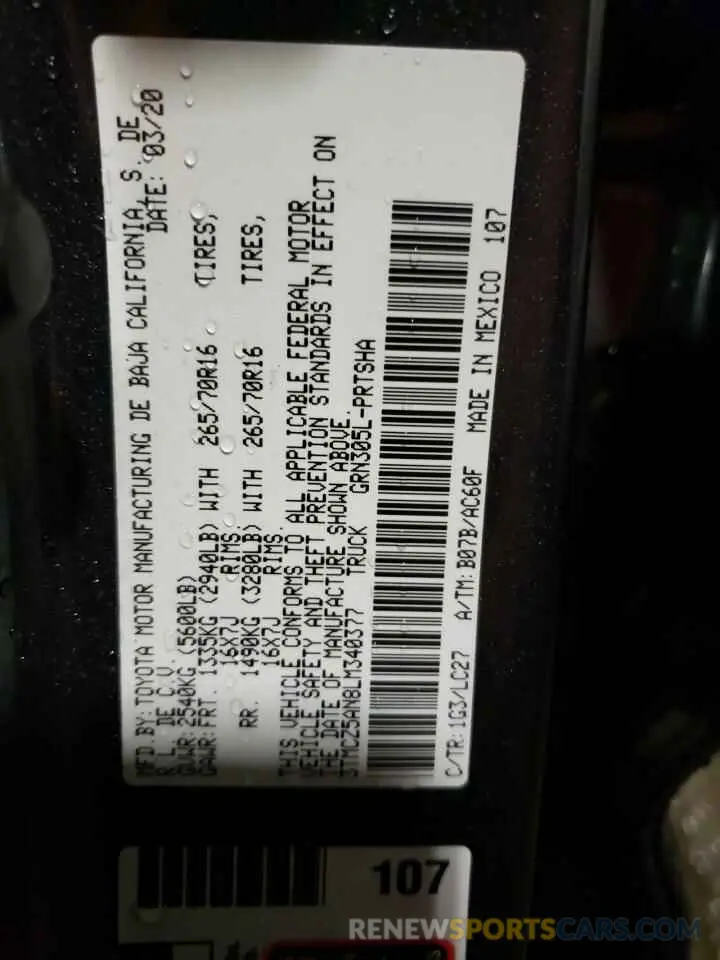 MFD.BY:TOYOTA MOTOR MANUFACTURING DE BAJA CALIFORNIA, S. DE
R L. DE C.V. DATE: 03/20
GVWR:2540KG (5600LB)
GAWR:FRT. 1335KG (2940LB) WITH 265/70R16 TIRES,
16X7J RIMS.
RR. 1490KG (3280LB) WITH 265/70R16 TIRES,
16X7J RIMS.
THIS VEHICLE CONFORMS TO ALL APPLICABLE FEDERAL MOTOR
VEHICLE SAFETY AND THEFT PREVENTION STANDARDS IN EFFECT ON
THE DATE OF MANUFACTURE SHOWN ABOVE.
3TMCZ5AN8LM340377 TRUCK GRN305L-PRTSHA
C/TR:1G3/LC27 A/TM:B07B/AC60F MADE IN MEXICO 107
107
RENEWSPORTSCARS.COM